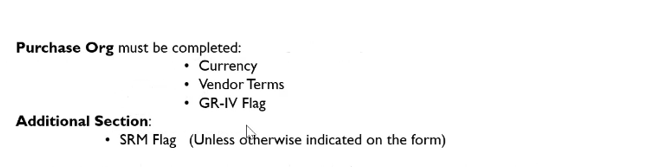 Purchase Org must be completed:
• Currency
• Vendor Terms
• GR-IV Flag
Additional Section:
• SRM Flag (Unless otherwise indicated on the form)